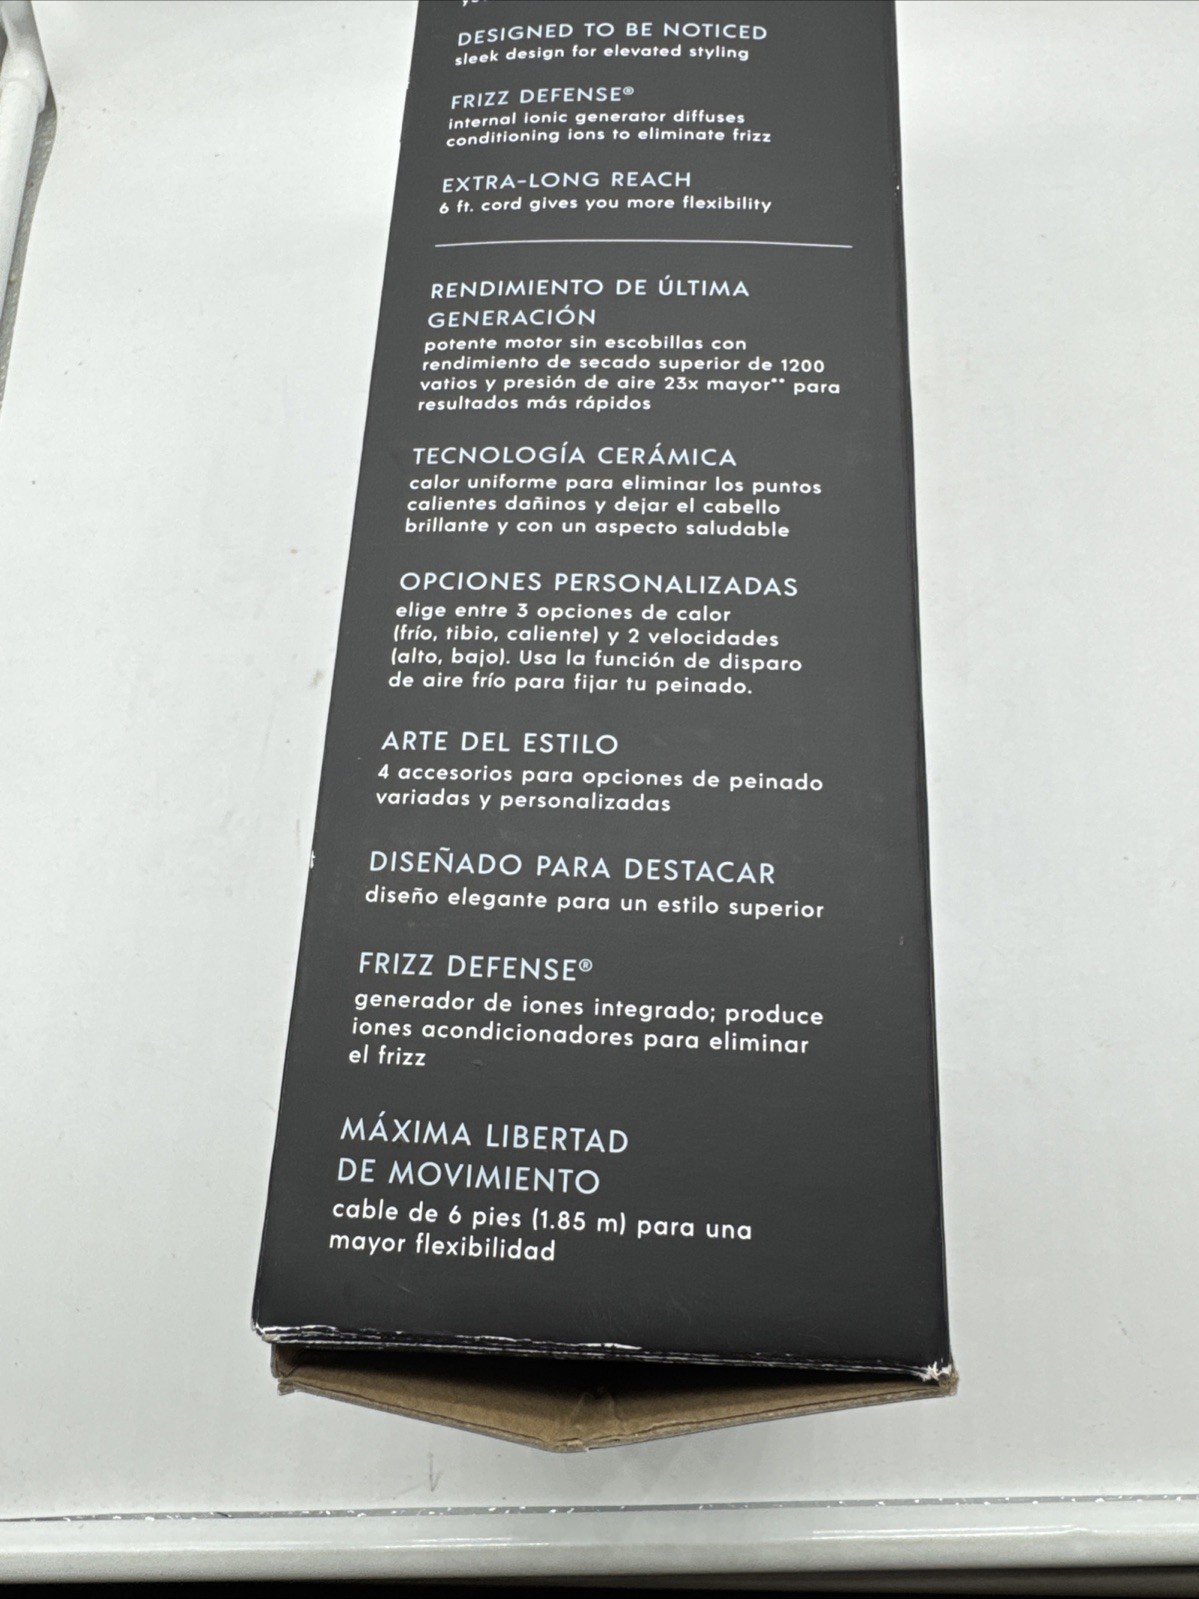 DESIGNED TO BE NOTICED
sleek design for elevated styling
FRIZZ DEFENSE®
internal ionic generator diffuses
conditioning ions to eliminate frizz
EXTRA-LONG REACH
6 ft. cord gives you more flexibility
RENDIMIENTO DE ÚLTIMA
GENERACIÓN
potente motor sin escobillas con
rendimiento de secado superior de 1200
vatios y presión de aire 23x mayor** para
resultados más rápidos
TECNOLOGÍA CERÁMICA
calor uniforme para eliminar los puntos
calientes dañinos y dejar el cabello
brillante y con un aspecto saludable
OPCIONES PERSONALIZADAS
elige entre 3 opciones de calor
(frío, tibio, caliente) y 2 velocidades
(alto, bajo). Usa la función de disparo
de aire frío para fijar tu peinado.
ARTE DEL ESTILO
4 accesorios para opciones de peinado
variadas y personalizadas
DISEÑADO PARA DESTACAR
diseño elegante para un estilo superior
FRIZZ DEFENSE®
generador de iones integrado; produce
iones acondicionadores para eliminar
el frizz
MÁXIMA LIBERTAD
DE MOVIMIENTO
cable de 6 pies (1.85 m) para una
mayor flexibilidad